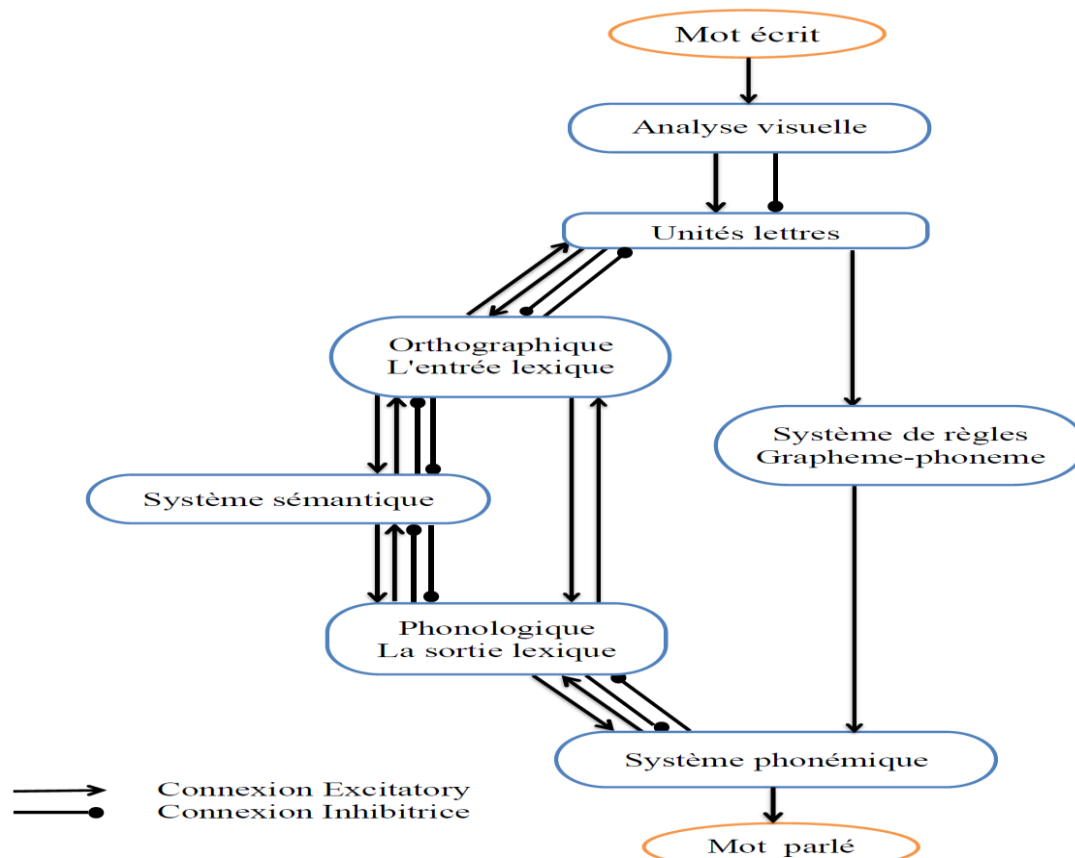 Mot écrit
Analyse visuelle
Unités lettres
Orthographique
L'entrée lexique
Système de règles
Grapheme-phoneme
Système sémantique
Phonologique
La sortie lexique
Système phonémique
Connexion Excitatory
Connexion Inhibitrice
Mot parlé